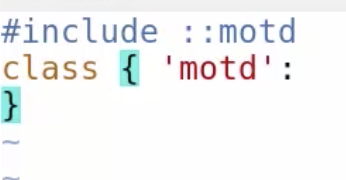 #include ::motd
class { 'motd':
}
~
~